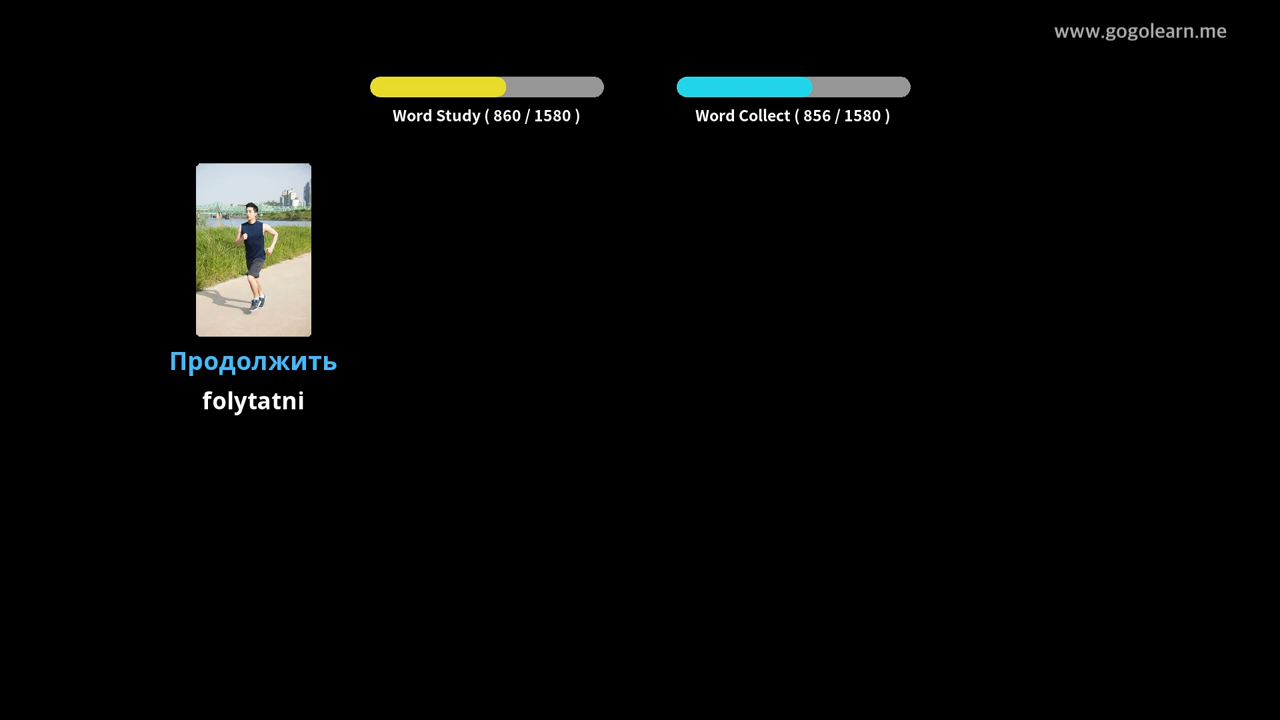 www.gogolearn.me
Word Study ( 860 / 1580 )
Word Collect ( 856 / 1580 )
Продолжить
folytatni